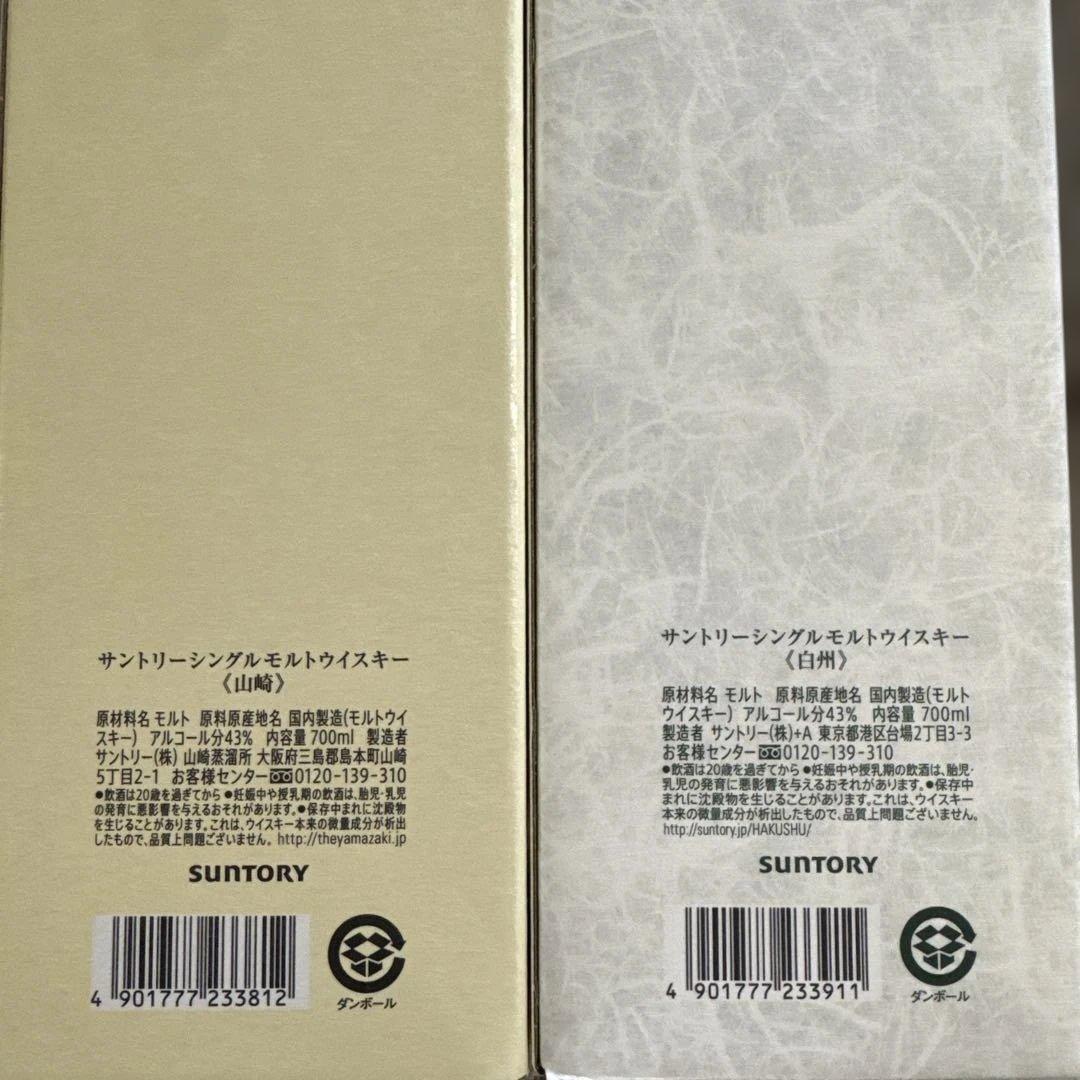 サントリーシングルモルトウイスキー
《山崎》
原材料名 モルト 原料原産地名 国内製造(モルトウイ
スキー) アルコール分43% 内容量 700ml 製造者
サントリー(株) 山崎蒸溜所 大阪府三島郡島本町山崎
5丁目2-1 お客様センター 0120-139-310
●飲酒は20歳を過ぎてから ●妊娠中や授乳期の飲酒は、胎児・乳児
の発育に悪影響を与えるおそれがあります。●保存中まれに沈殿物
を生じることがあります。これは、ウイスキー本来の微量成分が析出
したもので、品質上問題ございません。 http://theyamazaki.jp
SUNTORY
4 901777 233812
ダンボール
サントリーシングルモルトウイスキー
《白州》
原材料名 モルト 原料原産地名 国内製造(モルト
ウイスキー) アルコール分43% 内容量 700ml
製造者 サントリー(株)+A 東京都港区台場2丁目3-3
お客様センター 0120-139-310
●飲酒は20歳を過ぎてから ●妊娠中や授乳期の飲酒は、胎児・
乳児の発育に悪影響を与えるおそれがあります。●保存中
まれに沈殿物を生じることがあります。これは、ウイスキー
本来の微量成分が析出したもので、品質上問題ございません。
http://suntory.jp/HAKUSHU/
SUNTORY
4 901777 233911
ダンボール